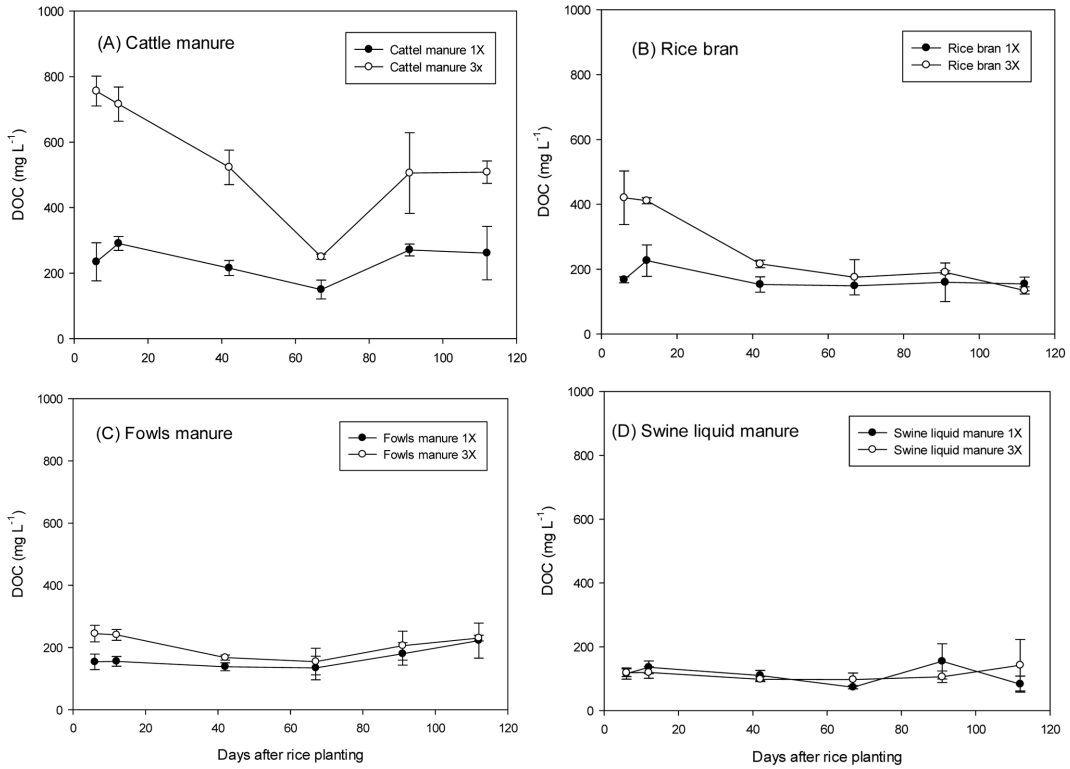 (A) Cattle manure
Cattel manure 1X
Cattel manure 3x
DOC (mg L-1)
1000
800
600
400
200
0
0 20 40 60 80 100 120
(B) Rice bran
Rice bran 1X
Rice bran 3X
DOC (mg L-1)
1000
800
600
400
200
0
0 20 40 60 80 100 120
(C) Fowls manure
Fowls manure 1X
Fowls manure 3X
DOC (mg L-1)
1000
800
600
400
200
0
0 20 40 60 80 100 120
Days after rice planting
(D) Swine liquid manure
Swine liquid manure 1X
Swine liquid manure 3X
DOC (mg L-1)
1000
800
600
400
200
0
0 20 40 60 80 100 120
Days after rice planting